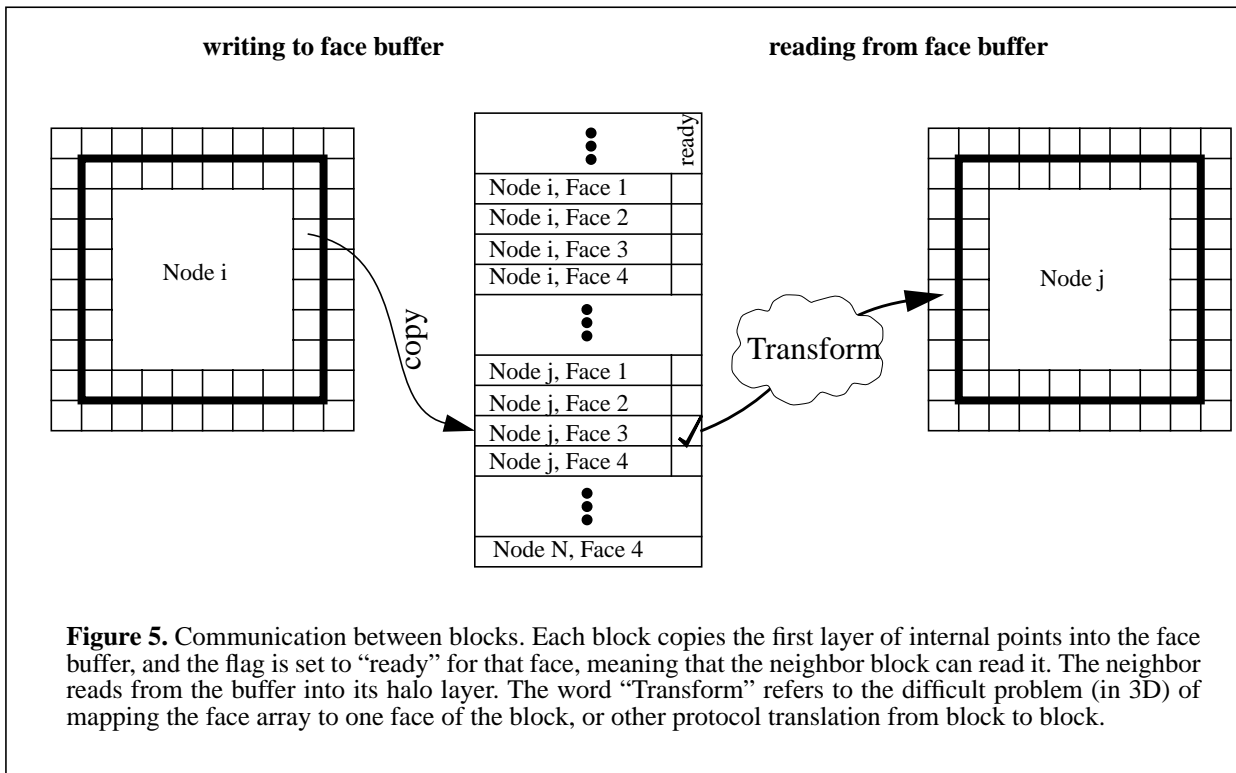 writing to face buffer
reading from face buffer
ready
Node i, Face 1
Node i, Face 2
Node i, Face 3
Node i, Face 4
Node i
Node j
copy
Transform
Node j, Face 1
Node j, Face 2
Node j, Face 3
Node j, Face 4
Node N, Face 4
Figure 5. Communication between blocks. Each block copies the first layer of internal points into the face
buffer, and the flag is set to “ready” for that face, meaning that the neighbor block can read it. The neighbor
reads from the buffer into its halo layer. The word “Transform” refers to the difficult problem (in 3D) of
mapping the face array to one face of the block, or other protocol translation from block to block.